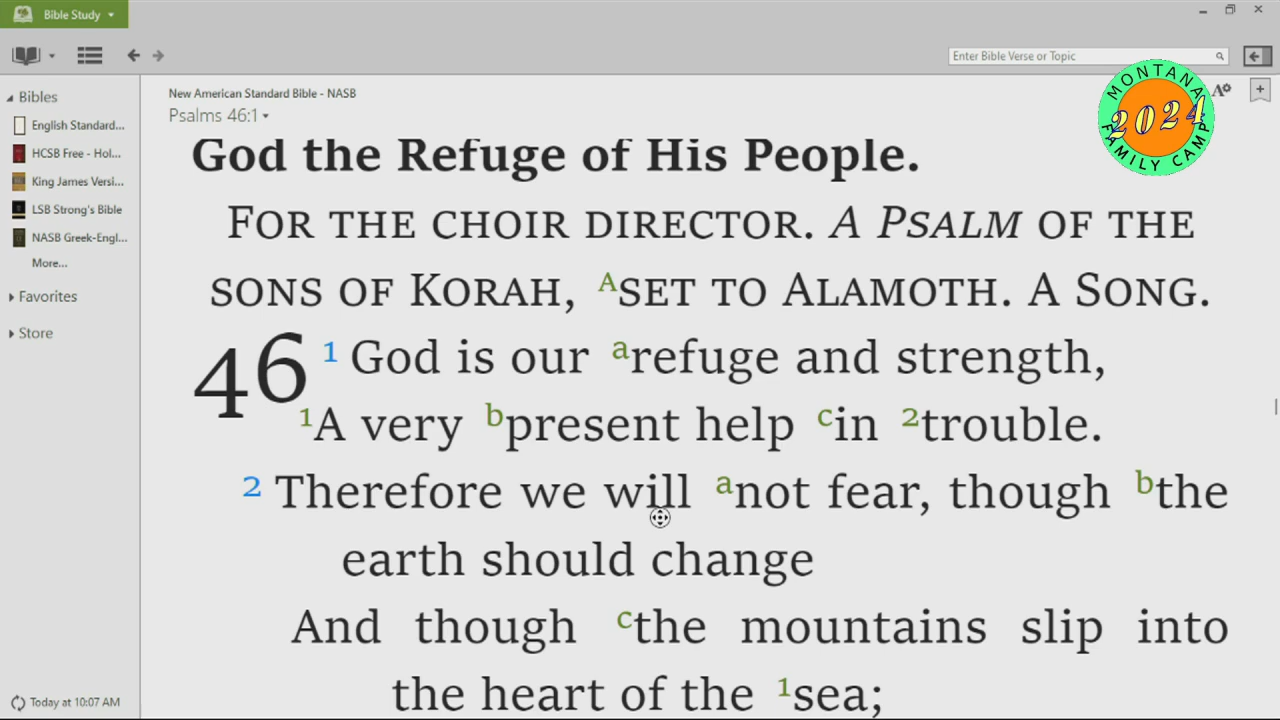 Bible Study
Enter Bible Verse or Topic
MONTANA
2024
FAMILY CAMP
Bibles
English Standard...
HCSB Free - Hol...
King James Versi...
LSB Strong's Bible
NASB Greek-Engl...
More...
Favorites
Store
Today at 10:07 AM
New American Standard Bible - NASB
Psalms 46:1
God the Refuge of His People.
For the choir director. A Psalm of the
sons of Korah, Aset to Alamoth. A Song.
46 1 God is our arefuge and strength,
1A very bpresent help cin 2trouble.
2 Therefore we will anot fear, though bthe
earth should change
And though cthe mountains slip into
the heart of the 1sea;